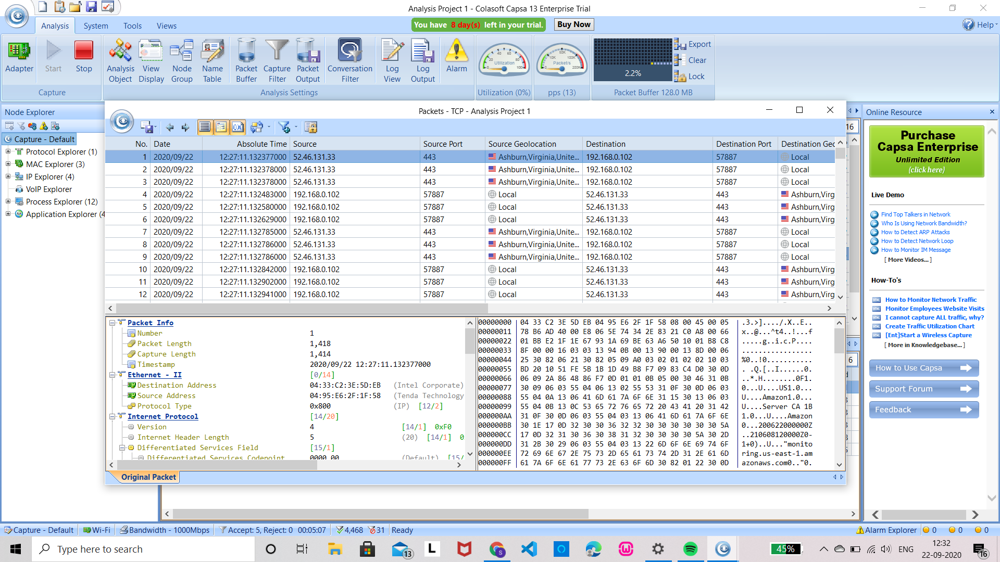 Analysis Project 1 - Colasoft Capsa 13 Enterprise Trial
Analysis System Tools Views
You have 8 day(s) left in your trial. Buy Now
Help
Adapter Start Stop
Analysis Object View Display Node Group Name Table Packet Buffer Capture Filter Packet Output Conversation Filter Log View Log Output Alarm
40 60 20 80 Utilization 0 100
50K 10K 100K Packet/s 0 200K
2.2%
Export
Clear
Lock
Capture Analysis Settings Utilization (0%) pps (13) Packet Buffer 128.0 MB
Node Explorer
Capture - Default
Protocol Explorer (1)
MAC Explorer (3)
IP Explorer (4)
VoIP Explorer
Process Explorer (12)
Application Explorer (4
Packets - TCP - Analysis Project 1
No. Date Absolute Time Source Source Port Source Geolocation Destination Destination Port Destination Geo
1 2020/09/22 12:27:11.132377000 52.46.131.33 443 Ashburn,Virginia,Unite... 192.168.0.102 57887 Local
2 2020/09/22 12:27:11.132378000 52.46.131.33 443 Ashburn,Virginia,Unite... 192.168.0.102 57887 Local
3 2020/09/22 12:27:11.132378000 52.46.131.33 443 Ashburn,Virginia,Unite... 192.168.0.102 57887 Local
4 2020/09/22 12:27:11.132483000 192.168.0.102 57887 Local 52.46.131.33 443 Ashburn,Virg
5 2020/09/22 12:27:11.132580000 192.168.0.102 57887 Local 52.46.131.33 443 Ashburn,Virg
6 2020/09/22 12:27:11.132629000 192.168.0.102 57887 Local 52.46.131.33 443 Ashburn,Virg
7 2020/09/22 12:27:11.132785000 52.46.131.33 443 Ashburn,Virginia,Unite... 192.168.0.102 57887 Local
8 2020/09/22 12:27:11.132786000 52.46.131.33 443 Ashburn,Virginia,Unite... 192.168.0.102 57887 Local
9 2020/09/22 12:27:11.132786000 52.46.131.33 443 Ashburn,Virginia,Unite... 192.168.0.102 57887 Local
10 2020/09/22 12:27:11.132842000 192.168.0.102 57887 Local 52.46.131.33 443 Ashburn,Virg
11 2020/09/22 12:27:11.132902000 192.168.0.102 57887 Local 52.46.131.33 443 Ashburn,Virg
12 2020/09/22 12:27:11.132941000 192.168.0.102 57887 Local 52.46.131.33 443 Ashburn,Virg
Packet Info
Number 1
Packet Length 1,418
Capture Length 1,414
Timestamp 2020/09/22 12:27:11.132377000
Ethernet - II [0/14]
Destination Address 04:33:C2:3E:5D:EB (Intel Corporate)
Source Address 04:95:E6:2F:1F:58 (Tenda Technology
Protocol Type 0x800 (IP) [12/2]
Internet Protocol [14/20]
Version 4 [14/1] 0xF0
Internet Header Length 5 (20) [14/1] 0
Differentiated Services Field [15/1]
Differentiated Services Codepoint 0000 00 (Default) [15/
00000000 04 33 C2 3E 5D EB 04 95 E6 2F 1F 58 08 00 45 00 05 .3.>]..../.X..E..
00000011 78 B6 AD 40 00 E8 06 5E 74 34 2E 83 21 C0 A8 00 66 x..@...^t4..!...f
00000022 01 BB E2 1F 1E 67 93 1A 69 BE 63 A6 50 10 01 B8 C8 .....g..i.c.P....
00000033 8F 00 00 16 03 03 13 94 0B 00 13 90 00 13 8D 00 06 .................
00000044 25 30 82 06 21 30 82 05 09 A0 03 02 01 02 02 10 03 %0..!0...........
00000055 BD 20 10 51 FE 5B 1B 1D 49 B8 F7 09 83 C4 D0 30 0D . .Q.[..I......0.
00000066 06 09 2A 86 48 86 F7 0D 01 01 0B 05 00 30 46 31 0B ..*.H........0F1.
00000077 30 09 06 03 55 04 06 13 02 55 53 31 0F 30 0D 06 03 0...U....US1.0...
00000088 55 04 0A 13 06 41 6D 61 7A 6F 6E 31 15 30 13 06 03 U....Amazon1.0...
00000099 55 04 0B 13 0C 53 65 72 76 65 72 20 43 41 20 31 42 U....Server CA 1B
000000AA 31 0F 30 0D 06 03 55 04 03 13 06 41 6D 61 7A 6F 6E 1.0...U....Amazon
000000BB 30 1E 17 0D 32 30 30 36 32 32 30 30 30 30 30 30 5A 0...200622000000Z
000000CC 17 0D 32 31 30 36 30 38 31 32 30 30 30 30 5A 30 2D ..210608120000Z0-
000000DD 31 2B 30 29 06 03 55 04 03 13 22 6D 6F 6E 69 74 6F 1+0)..U..."monito
000000EE 72 69 6E 67 2E 75 73 2D 65 61 73 74 2D 31 2E 61 6D ring.us-east-1.am
000000FF 61 7A 6F 6E 61 77 73 2E 63 6F 6D 30 82 01 22 30 0D azonaws.com0.."0.
Original Packet
16
6
Online Resource
Purchase
Capsa Enterprise
Unlimited Edition
(click here)
Live Demo
Find Top Talkers in Network
Who Is Using Network Bandwidth?
How to Detect ARP Attacks
How to Detect Network Loop
How to Monitor IM Message
[ More Videos... ]
How-To's
How to Monitor Network Traffic
Monitor Employees Website Visits
I cannot capture ALL traffic, why?
Create Traffic Utilization Chart
[Ent]Start a Wireless Capture
[ More in Knowledgebase... ]
How to Use Capsa
Support Forum
Feedback
Capture - Default Wi-Fi Bandwidth - 1000Mbps Accept: 5, Reject: 0 00:05:07 4,468 31 Ready Alarm Explorer 0 0 0
Type here to search 13 L S 45% ENG 12:32
22-09-2020 16